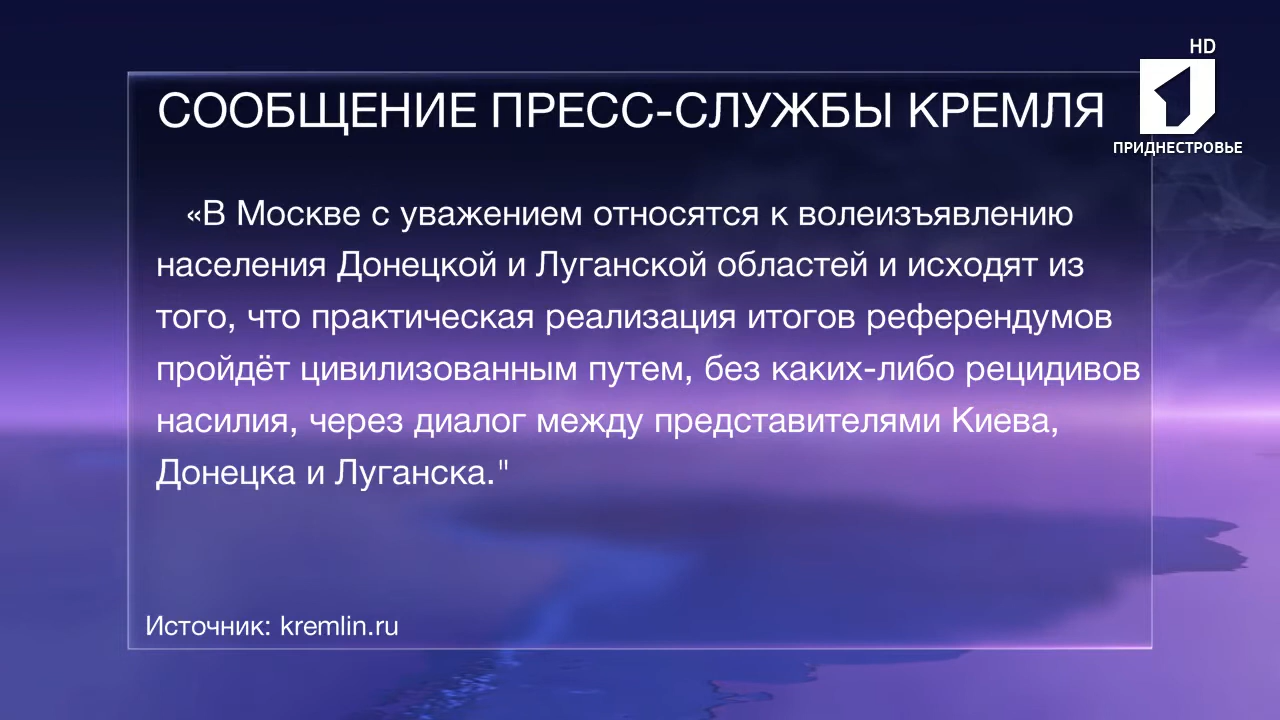 HD
ПРИДНЕСТРОВЬЕ
СООБЩЕНИЕ ПРЕСС-СЛУЖБЫ КРЕМЛЯ
«В Москве с уважением относятся к волеизъявлению
населения Донецкой и Луганской областей и исходят из
того, что практическая реализация итогов референдумов
пройдёт цивилизованным путем, без каких-либо рецидивов
насилия, через диалог между представителями Киева,
Донецка и Луганска."
Источник: kremlin.ru